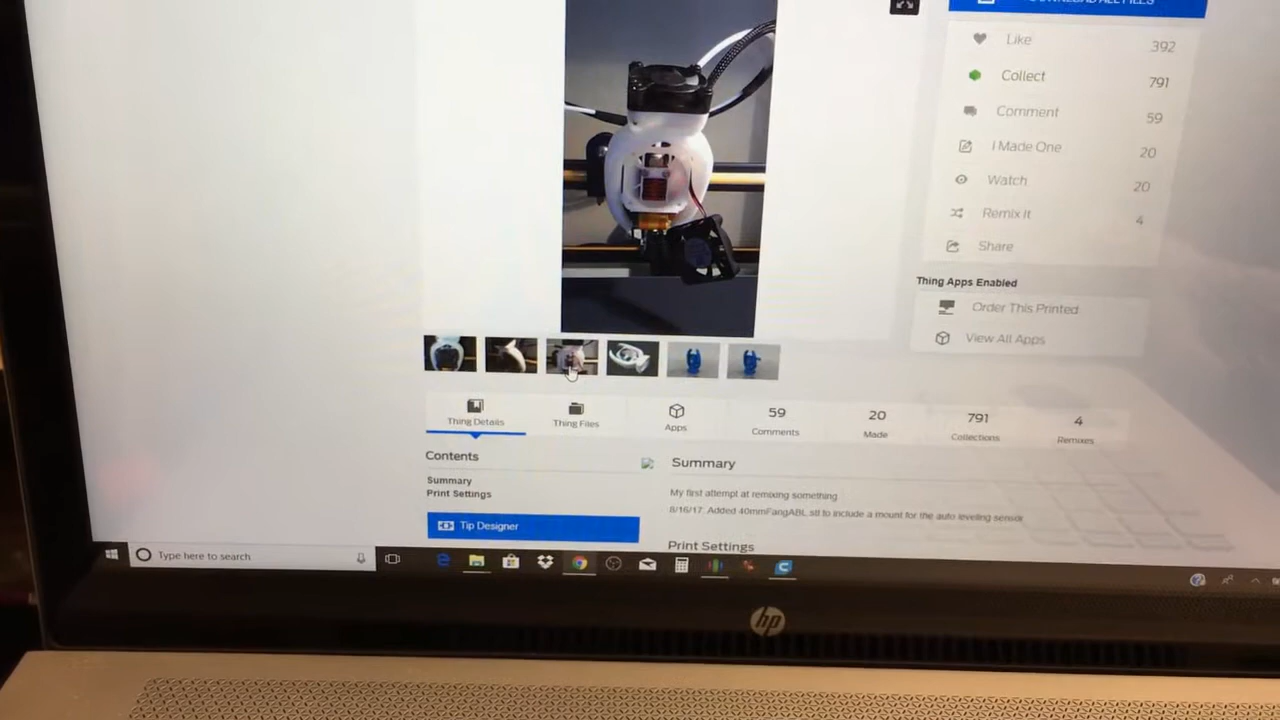 DOWNLOAD ALL FILES
Like 392
Collect 791
Comment 59
I Made One 20
Watch 20
Remix It 4
Share
Thing Apps Enabled
Order This Printed
View All Apps
Thing Details
Thing Files
Apps
59
Comments
20
Made
791
Collections
4
Remixes
Contents
Summary
Print Settings
Tip Designer
Summary
My first attempt at remixing something
8/16/17: Added 40mmFangABL.stl to include a mount for the auto leveling sensor
Print Settings
Type here to search
hp